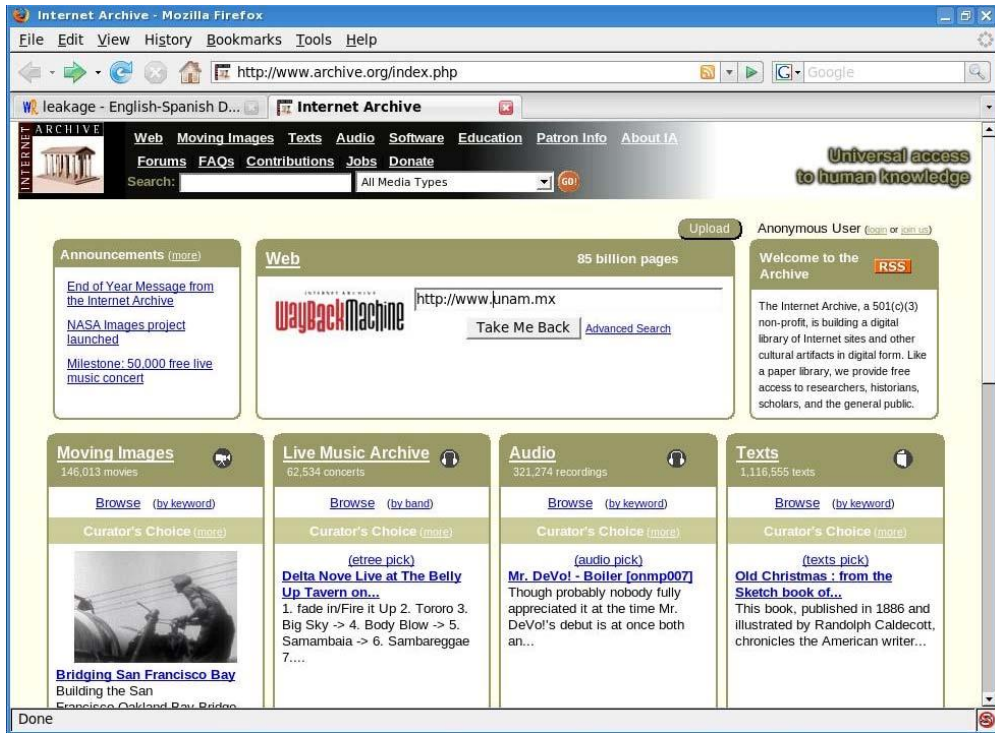 Internet Archive - Mozilla Firefox
File Edit View History Bookmarks Tools Help
http://www.archive.org/index.php
G Google
leakage - English-Spanish D...
Internet Archive
INTERNET ARCHIVE
Web Moving Images Texts Audio Software Education Patron Info About IA
Forums FAQs Contributions Jobs Donate
Search: All Media Types GO!
Universal access
to human knowledge
Upload
Anonymous User (login or join us)
Announcements (more)
End of Year Message from
the Internet Archive
NASA Images project
launched
Milestone: 50,000 free live
music concert
Web 85 billion pages
INTERNET ARCHIVE
WayBackMachine
http://www.unam.mx
Take Me Back Advanced Search
Welcome to the
Archive
RSS
The Internet Archive, a 501(c)(3)
non-profit, is building a digital
library of Internet sites and other
cultural artifacts in digital form. Like
a paper library, we provide free
access to researchers, historians,
scholars, and the general public.
Moving Images
146,013 movies
Browse (by keyword)
Curator's Choice (more)
Bridging San Francisco Bay
Building the San
Francisco Oakland Bay Bridge
Live Music Archive
62,534 concerts
Browse (by band)
Curator's Choice (more)
(etree pick)
Delta Nove Live at The Belly
Up Tavern on...
1. fade in/Fire it Up 2. Tororo 3.
Big Sky -> 4. Body Blow -> 5.
Samambaia -> 6. Sambareggae
7....
Audio
321,274 recordings
Browse (by keyword)
Curator's Choice (more)
(audio pick)
Mr. DeVo! - Boiler [onmp007]
Though probably nobody fully
appreciated it at the time Mr.
DeVo!'s debut is at once both
an...
Texts
1,116,555 texts
Browse (by keyword)
Curator's Choice (more)
(texts pick)
Old Christmas : from the
Sketch book of...
This book, published in 1886 and
illustrated by Randolph Caldecott,
chronicles the American writer...
Done